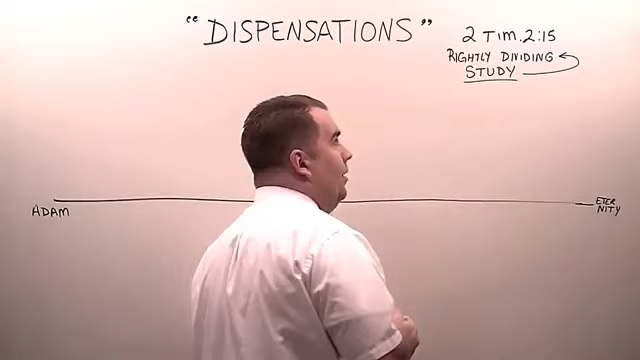 "DISPENSATIONS"
2 TIM. 2:15
RIGHTLY DIVIDING
STUDY
ADAM
ETER
NITY